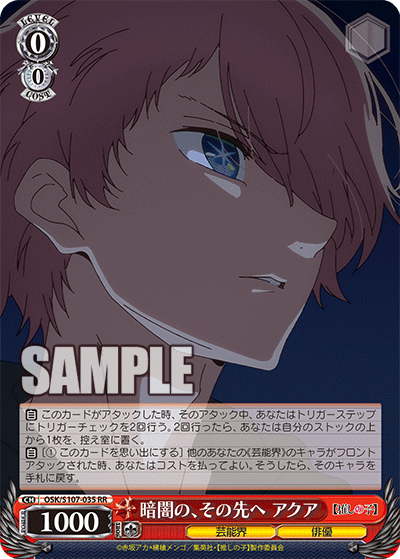 LEVEL
0
0
COST
SAMPLE
自 このカードがアタックした時、そのアタック中、あなたはトリガーステップ
にトリガーチェックを2回行う。2回行ったら、あなたは自分のストックの上
から1枚を、控え室に置く。
自 [① このカードを思い出にする] 他のあなたの《芸能界》のキャラがフロント
アタックされた時、あなたはコストを払ってよい。そうしたら、そのキャラを
手札に戻す。
CH OSK/S107-035 RR
1000
暗闇の、その先へ アクア
【推しの子】
芸能界 俳優
©赤坂アカ×横槍メンゴ/集英社・【推しの子】製作委員会